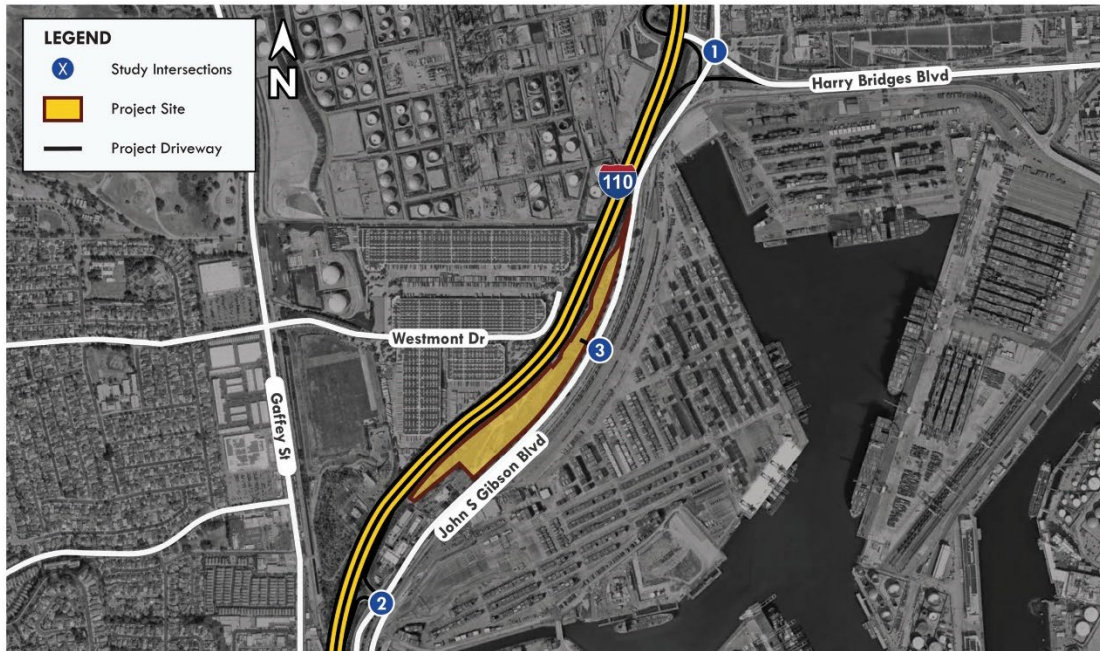 LEGEND
X Study Intersections
Project Site
Project Driveway
N
1
Harry Bridges Blvd
110
Westmont Dr
3
Gaffey St
John S Gibson Blvd
2